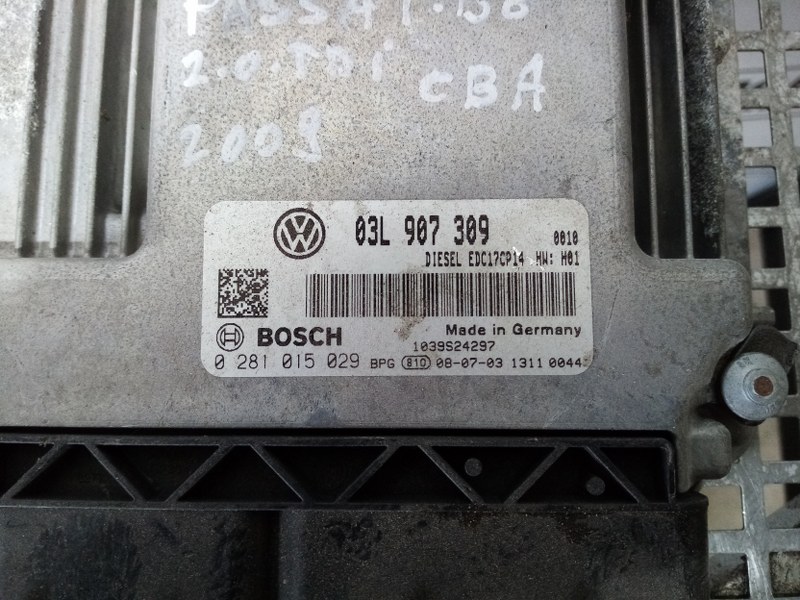 PASSAT. B6
2.0.TDi CBA
2009
03L 907 309 0010
DIESEL EDC17CP14 HW: H01
BOSCH Made in Germany
1039S24297
0 281 015 029 BPG 810 08-07-03 1311 0044